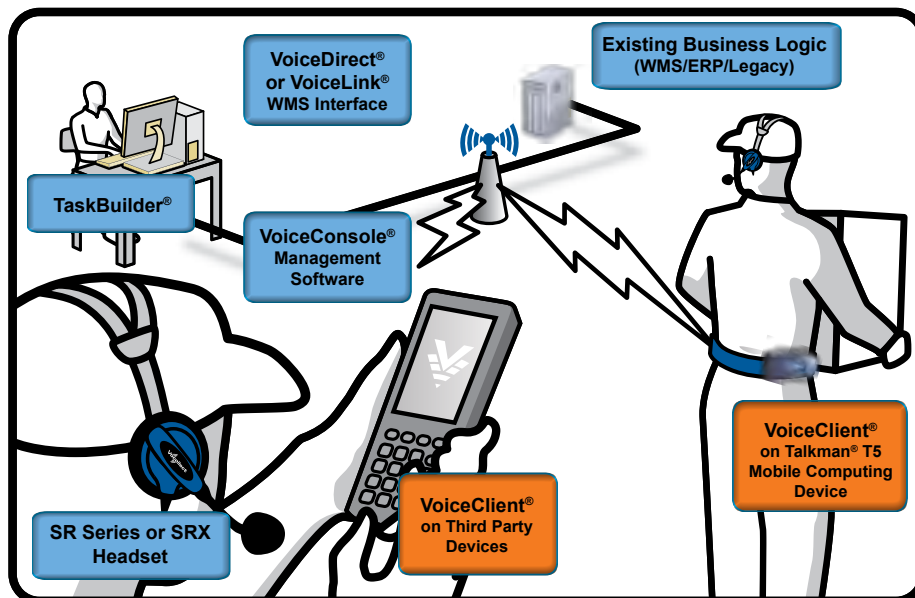 VoiceDirect®
or VoiceLink®
WMS Interface
Existing Business Logic
(WMS/ERP/Legacy)
TaskBuilder®
VoiceConsole®
Management
Software
VoiceClient®
on Talkman® T5
Mobile Computing
Device
VoiceClient®
on Third Party
Devices
Vocollect
SR Series or SRX
Headset